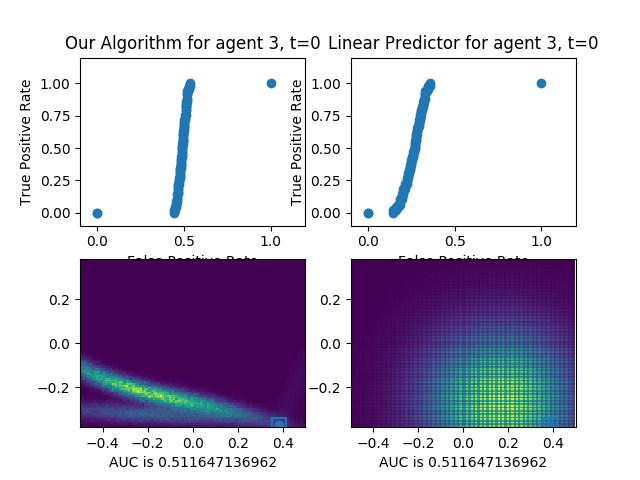 Our Algorithm for agent 3, t=0
Linear Predictor for agent 3, t=0
True Positive Rate
1.00
0.75
0.50
0.25
0.00
0.0 0.5 1.0
False Positive Rate
True Positive Rate
1.00
0.75
0.50
0.25
0.00
0.0 0.5 1.0
False Positive Rate
0.2
0.0
−0.2
−0.4 −0.2 0.0 0.2 0.4
AUC is 0.511647136962
0.2
0.0
−0.2
−0.4 −0.2 0.0 0.2 0.4
AUC is 0.511647136962